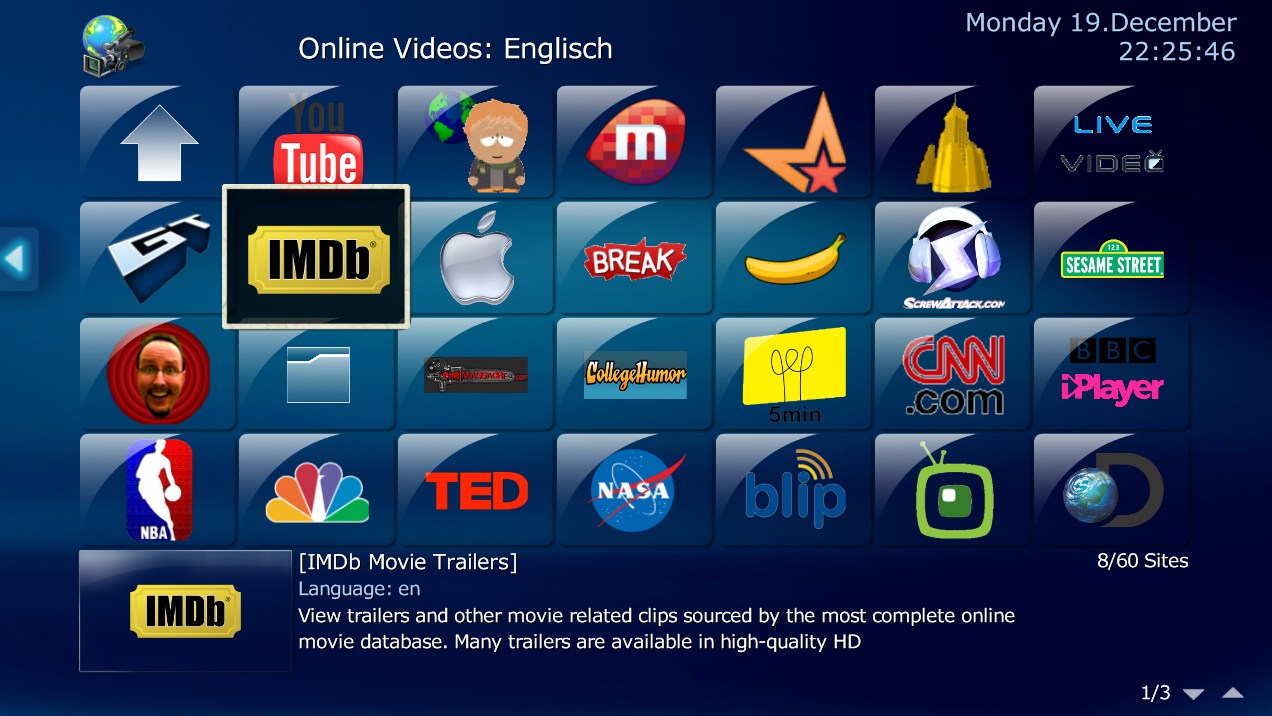 Monday 19.December
Online Videos: Englisch
22:25:46
You
Tube
m
LIVE
VIDEO
GT
IMDb®
BREAK
SCREWATTACK.COM
123
SESAME STREET
CollegeHumor
5min
CNN
.com
BBC
iPlayer
NBA
TED
NASA
blip
D
[IMDb Movie Trailers]
8/60 Sites
Language: en
IMDb®
View trailers and other movie related clips sourced by the most complete online
movie database. Many trailers are available in high-quality HD
1/3